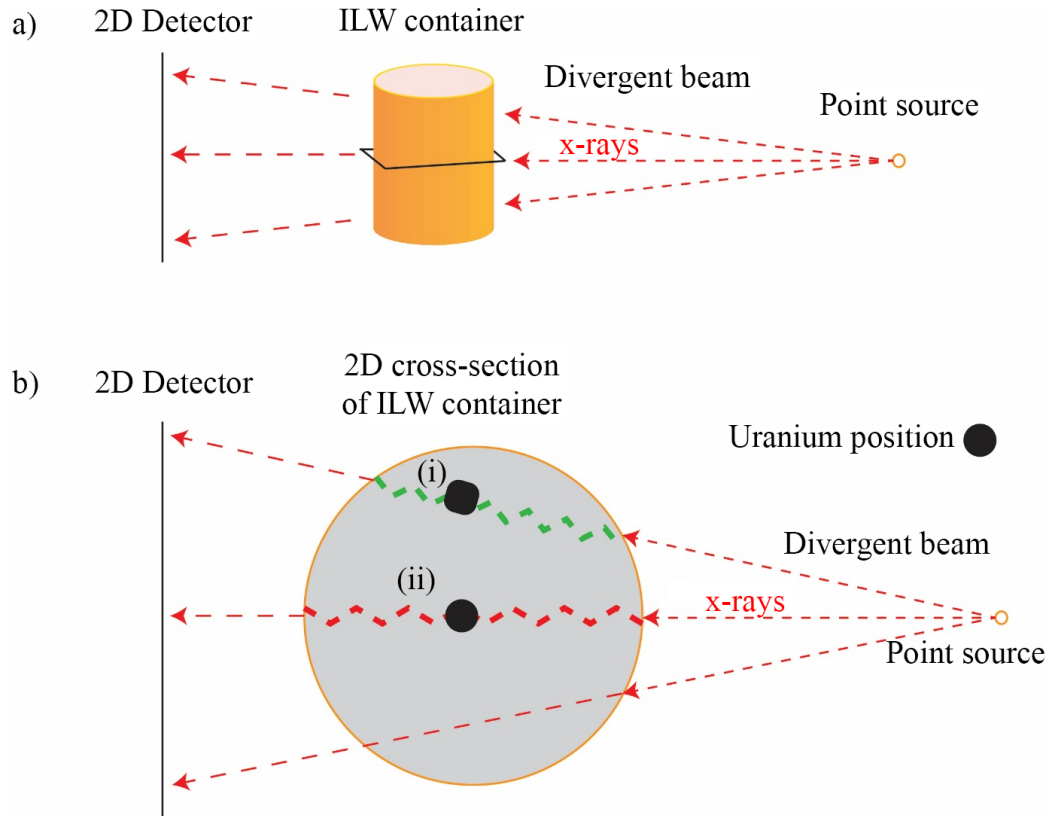 a)
2D Detector
ILW container
Divergent beam
Point source
x-rays
b)
2D Detector
2D cross-section
of ILW container
Uranium position
(i)
Divergent beam
(ii)
x-rays
Point source